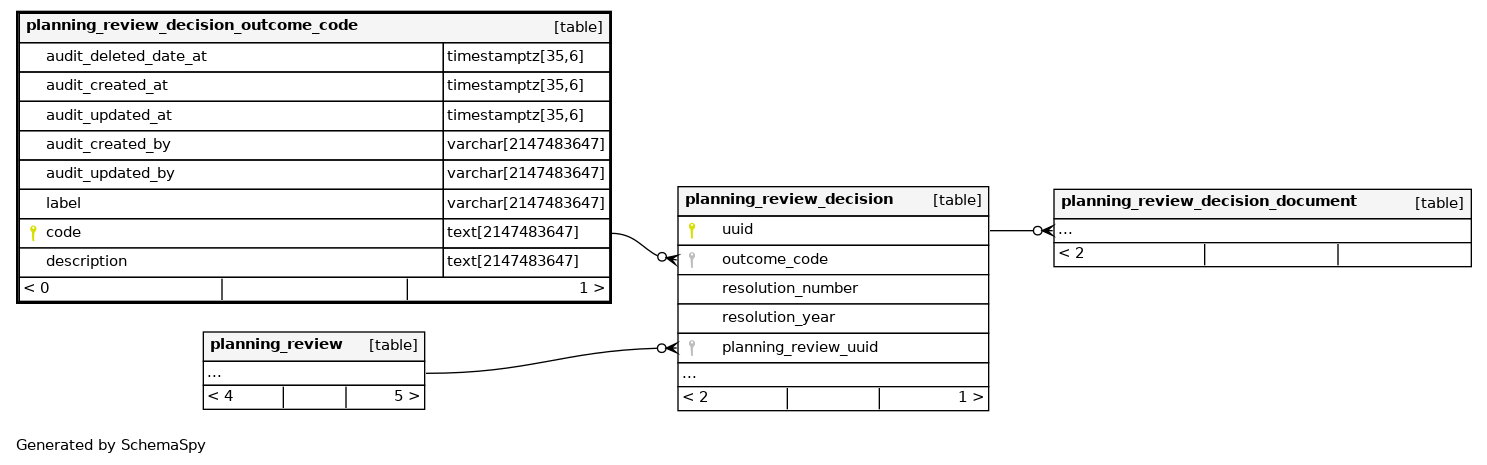 planning_review_decision_outcome_code [table]
audit_deleted_date_at timestamptz[35,6]
audit_created_at timestamptz[35,6]
audit_updated_at timestamptz[35,6]
audit_created_by varchar[2147483647]
audit_updated_by varchar[2147483647]
label varchar[2147483647]
code text[2147483647]
description text[2147483647]
< 0 1 >
planning_review [table]
...
< 4 5 >
planning_review_decision [table]
uuid
outcome_code
resolution_number
resolution_year
planning_review_uuid
...
< 2 1 >
planning_review_decision_document [table]
...
< 2
Generated by SchemaSpy